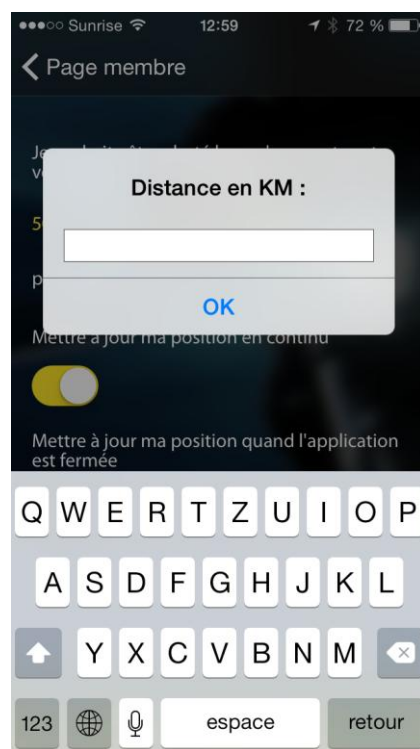 Sunrise 12:59 72 %
Page membre
Je
Distance en KM :
OK
Mettre à jour ma position en continu
Mettre à jour ma position quand l'application
est fermée
Q W E R T Z U I O P
A S D F G H J K L
Y X C V B N M
123 espace retour